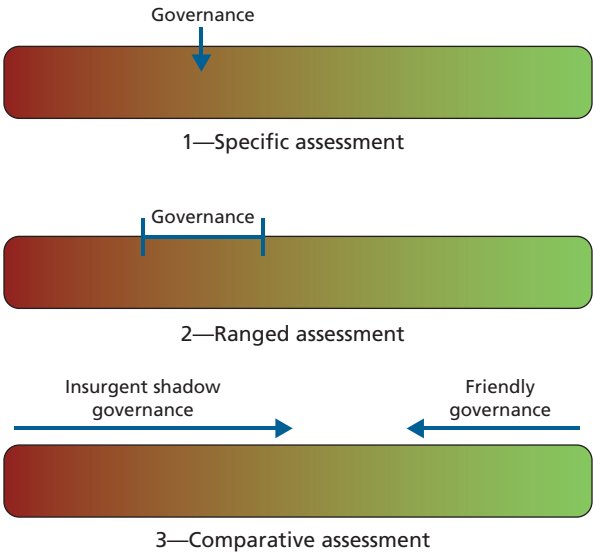 Governance
1—Specific assessment
Governance
2—Ranged assessment
Insurgent shadow
governance
Friendly
governance
3—Comparative assessment